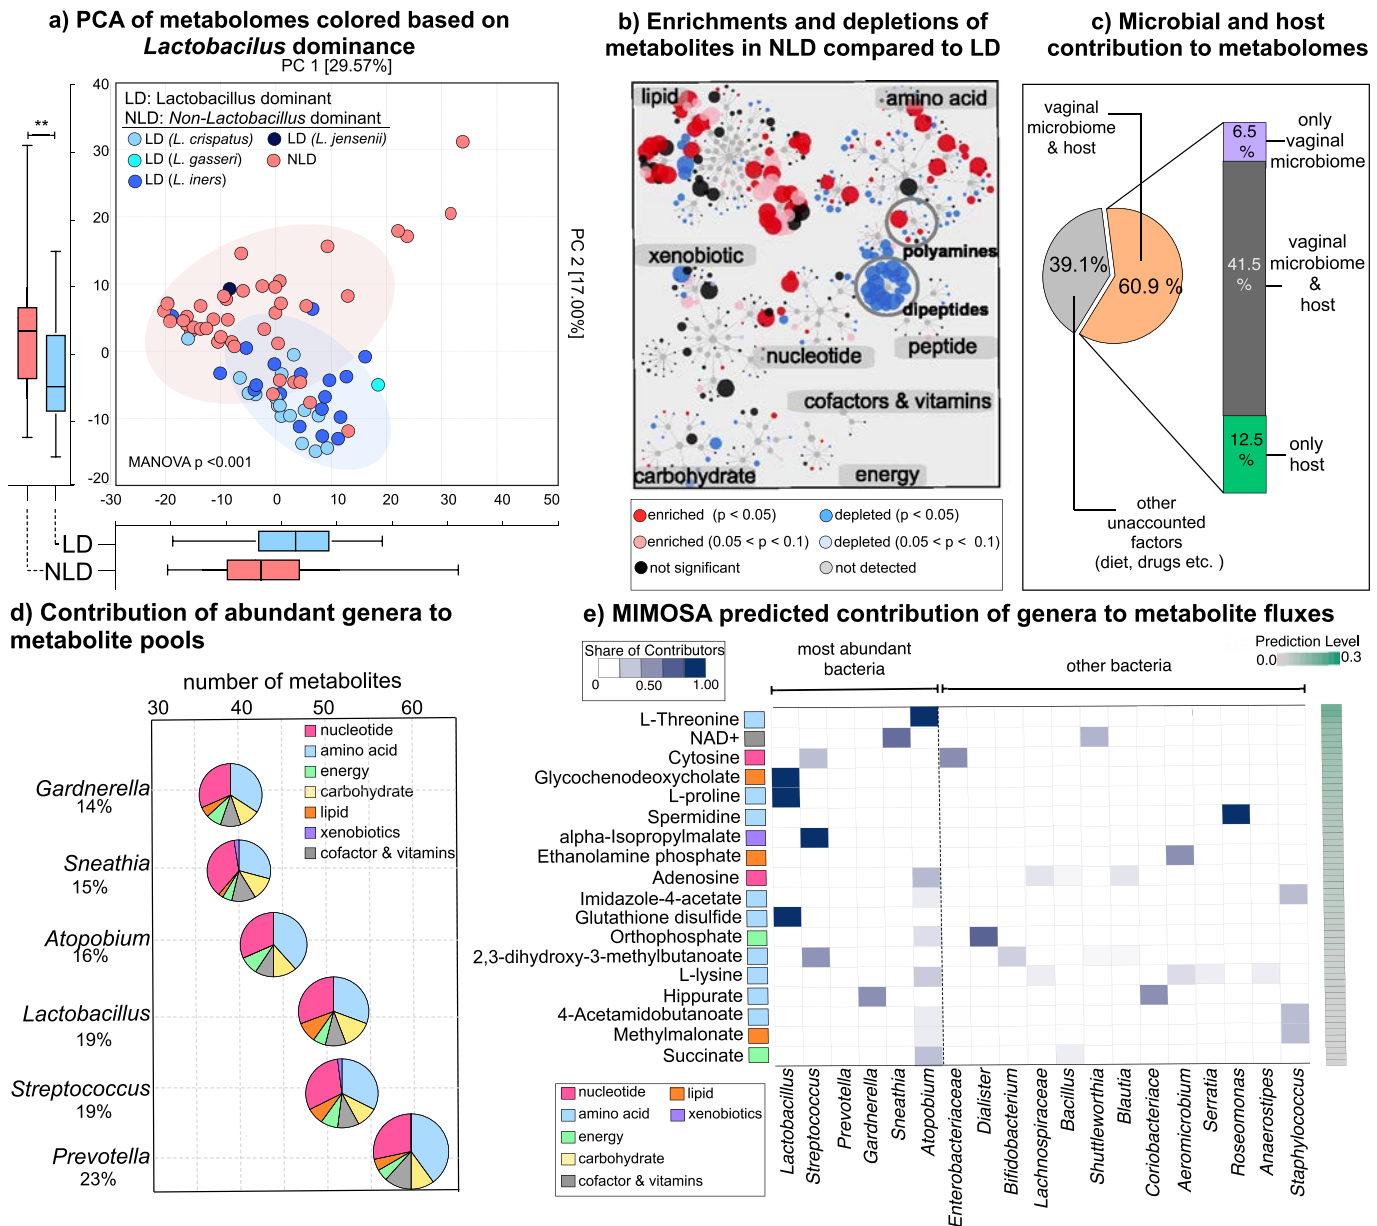 a) PCA of metabolomes colored based on
Lactobacilus dominance
PC 1 [29.57%]
40
30
20
10
0
-10
-20
**
LD: Lactobacillus dominant
NLD: Non-Lactobacillus dominant
LD (L. crispatus)
LD (L. jensenii)
LD (L. gasseri)
NLD
LD (L. iners)
PC 2 [17.00%]
MANOVA p <0.001
-30
-20
-10
0
10
20
30
40
50
LD
NLD
b) Enrichments and depletions of
metabolites in NLD compared to LD
lipid
amino acid
polyamines
xenobiotic
dipeptides
nucleotide
peptide
cofactors & vitamins
carbohydrate
energy
enriched (p < 0.05)
depleted (p < 0.05)
enriched (0.05 < p < 0.1)
depleted (0.05 < p < 0.1)
not significant
not detected
c) Microbial and host
contribution to metabolomes
vaginal
microbiome
& host
39.1%
60.9 %
6.5
%
only
vaginal
microbiome
41.5
%
vaginal
microbiome
&
host
12.5
%
only
host
other
unaccounted
factors
(diet, drugs etc. )
d) Contribution of abundant genera to
metabolite pools
number of metabolites
30
40
50
60
nucleotide
amino acid
energy
carbohydrate
lipid
xenobiotics
cofactor & vitamins
Gardnerella
14%
Sneathia
15%
Atopobium
16%
Lactobacillus
19%
Streptococcus
19%
Prevotella
23%
e) MIMOSA predicted contribution of genera to metabolite fluxes
Share of Contributors
0
0.50
1.00
most abundant
bacteria
other bacteria
Prediction Level
0.0
0.3
L-Threonine
NAD+
Cytosine
Glycochenodeoxycholate
L-proline
Spermidine
alpha-Isopropylmalate
Ethanolamine phosphate
Adenosine
Imidazole-4-acetate
Glutathione disulfide
Orthophosphate
2,3-dihydroxy-3-methylbutanoate
L-lysine
Hippurate
4-Acetamidobutanoate
Methylmalonate
Succinate
Lactobacillus
Streptococcus
Prevotella
Gardnerella
Sneathia
Atopobium
Enterobacteriaceae
Dialister
Bifidobacterium
Lachnospiraceae
Bacillus
Shuttleworthia
Blautia
Coriobacteriace
Aeromicrobium
Serratia
Roseomonas
Anaerostipes
Staphylococcus
nucleotide
lipid
amino acid
xenobiotics
energy
carbohydrate
cofactor & vitamins